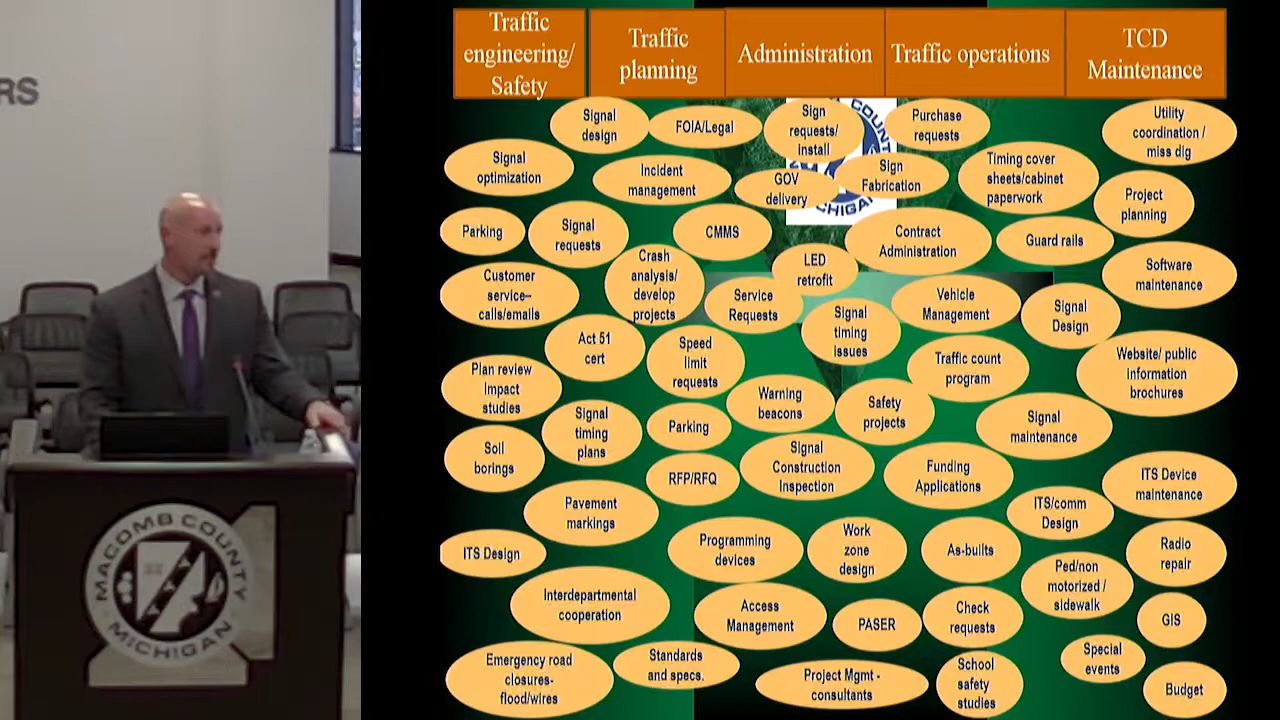 RS
MACOMB COUNTY
MICHIGAN
Traffic
engineering/
Safety
Traffic
planning
Administration
Traffic operations
TCD
Maintenance
COUNTY
MICHIGAN
Signal
design
FOIA/Legal
Sign
requests/
install
Purchase
requests
Utility
coordination /
miss dig
Signal
optimization
Incident
management
GOV
delivery
Sign
Fabrication
Timing cover
sheets/cabinet
paperwork
Project
planning
Parking
Signal
requests
CMMS
Contract
Administration
Guard rails
Customer
service–
calls/emails
Crash
analysis/
develop
projects
LED
retrofit
Software
maintenance
Service
Requests
Signal
timing
issues
Vehicle
Management
Signal
Design
Act 51
cert
Speed
limit
requests
Traffic count
program
Website/ public
information
brochures
Plan review
Impact
studies
Warning
beacons
Safety
projects
Signal
timing
plans
Parking
Signal
maintenance
Soil
borings
RFP/RFQ
Signal
Construction
Inspection
Funding
Applications
ITS Device
maintenance
Pavement
markings
ITS/comm
Design
ITS Design
Programming
devices
Work
zone
design
As-builts
Radio
repair
Ped/non
motorized /
sidewalk
Interdepartmental
cooperation
Access
Management
PASER
Check
requests
GIS
Emergency road
closures-
flood/wires
Standards
and specs.
Project Mgmt -
consultants
School
safety
studies
Special
events
Budget